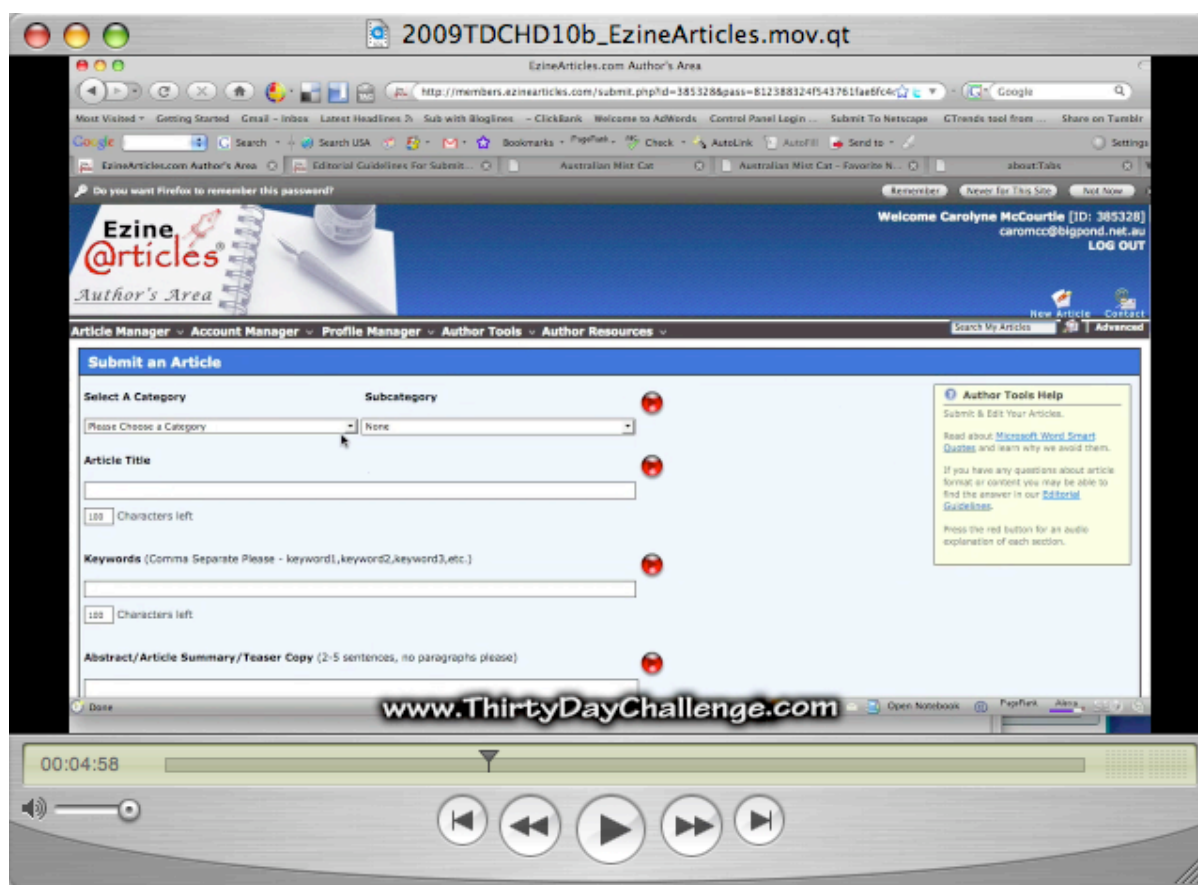 2009TDCHD10b_EzineArticles.mov.qt
EzineArticles.com Author's Area
Google
Most Visited Getting Started Gmail - Inbox Latest Headlines Sub with Bloglines - ClickBank Welcome to AdWords Control Panel Login ... Submit To Netscape GTrends tool from ... Share on Tumblr
Google Search Search USA Bookmarks PageRank Check AutoLink AutoFill Send to Settings
EzineArticles.com Author's Area Editorial Guidelines For Submit... Australian Mist Cat Australian Mist Cat - Favorite N... about:Tabs
Do you want Firefox to remember this password? Remember Never for This Site Not Now
Welcome Carolyne McCourtie [ID: 385328]
caromcc@bigpond.net.au
LOG OUT
Ezine
@rticles®
Author's Area
New Article Contact
Article Manager Account Manager Profile Manager Author Tools Author Resources Search My Articles Advanced
Submit an Article
Select A Category Subcategory
Please Choose a Category None
Article Title
100 Characters left
Keywords (Comma Separate Please - keyword1,keyword2,keyword3,etc.)
100 Characters left
Abstract/Article Summary/Teaser Copy (2-5 sentences, no paragraphs please)
Author Tools Help
Submit & Edit Your Articles.
Read about Microsoft Word Smart
Quotes and learn why we avoid them.
If you have any questions about article
format or content you may be able to
find the answer in our Editorial
Guidelines.
Press the red button for an audio
explanation of each section.
Done Open Notebook PageRank Alexa
www.ThirtyDayChallenge.com
00:04:58